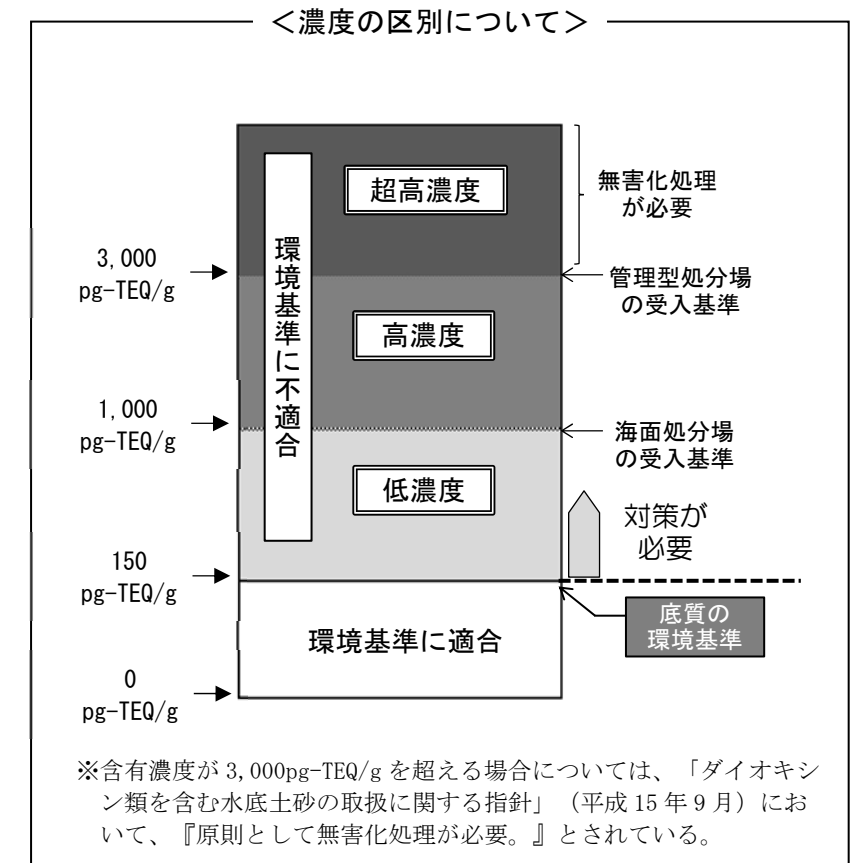 <濃度の区別について>
超高濃度
無害化処理
が必要
環境基準に不適合
3,000
pg-TEQ/g
管理型処分場
の受入基準
高濃度
1,000
pg-TEQ/g
海面処分場
の受入基準
低濃度
対策が
必要
150
pg-TEQ/g
底質の
環境基準
環境基準に適合
0
pg-TEQ/g
※含有濃度が 3,000pg-TEQ/g を超える場合については、「ダイオキシ
ン類を含む水底土砂の取扱に関する指針」（平成 15 年 9 月）にお
いて、『原則として無害化処理が必要。』とされている。